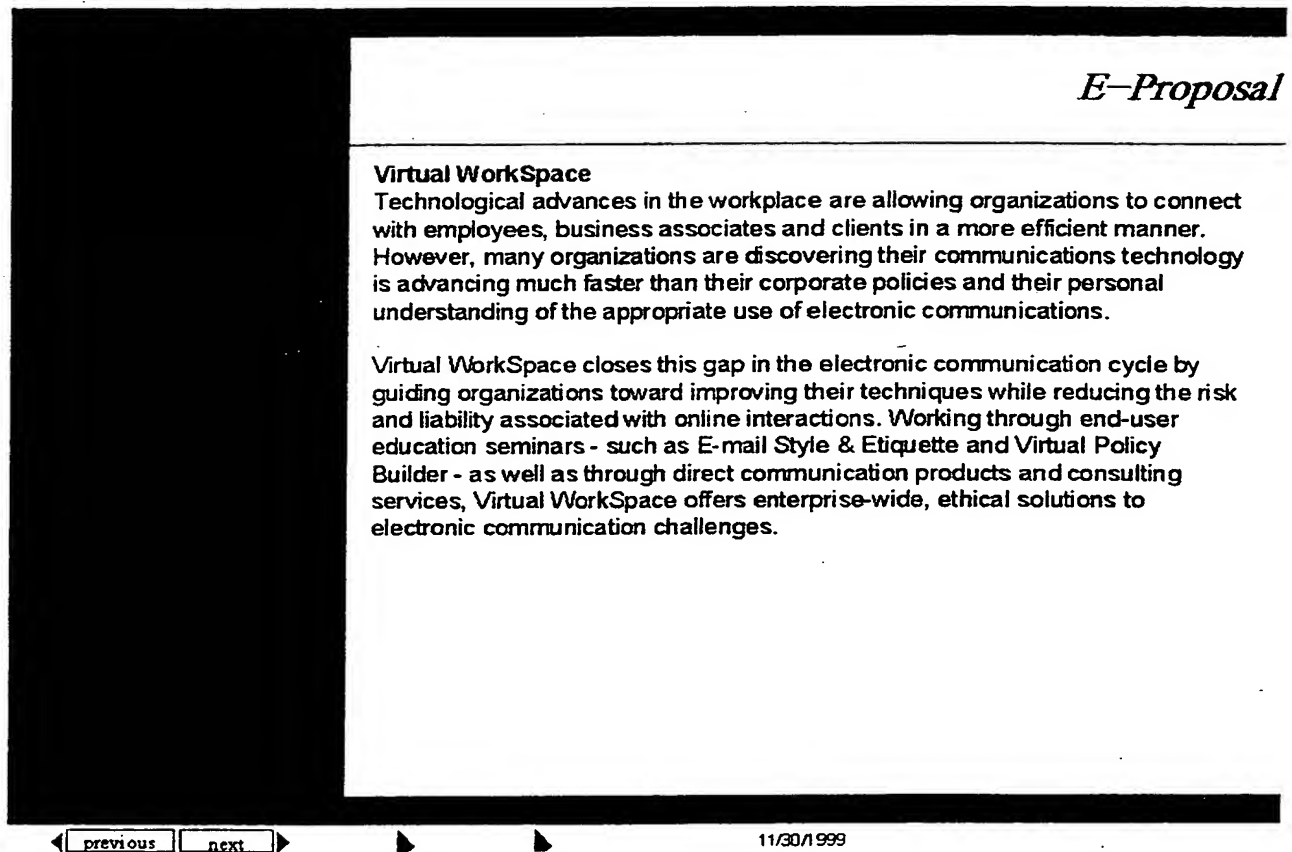 E-Proposal
Virtual WorkSpace
Technological advances in the workplace are allowing organizations to connect
with employees, business associates and clients in a more efficient manner.
However, many organizations are discovering their communications technology
is advancing much faster than their corporate policies and their personal
understanding of the appropriate use of electronic communications.
Virtual WorkSpace closes this gap in the electronic communication cycle by
guiding organizations toward improving their techniques while reducing the risk
and liability associated with online interactions. Working through end-user
education seminars - such as E-mail Style & Etiquette and Virtual Policy
Builder - as well as through direct communication products and consulting
services, Virtual WorkSpace offers enterprise-wide, ethical solutions to
electronic communication challenges.
previous next 11/30/1999